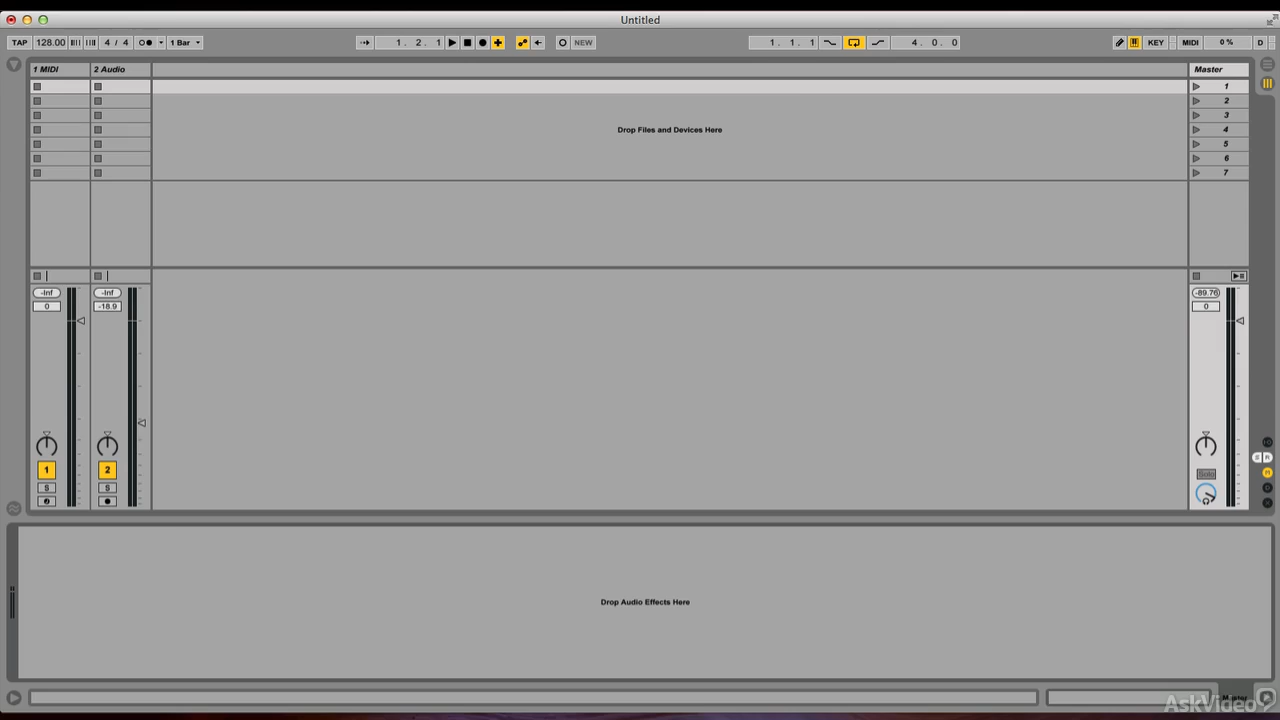 Untitled
TAP 128.00 4 / 4 1 Bar 1. 2. 1 NEW 1. 1. 1 4. 0. 0 KEY MIDI 0 % D
1 MIDI 2 Audio Master
1
2
Drop Files and Devices Here
3
4
5
6
7
-Inf -Inf -89.76
0 -18.9 0
1 2
S S Solo
Drop Audio Effects Here
Master
AskVideo